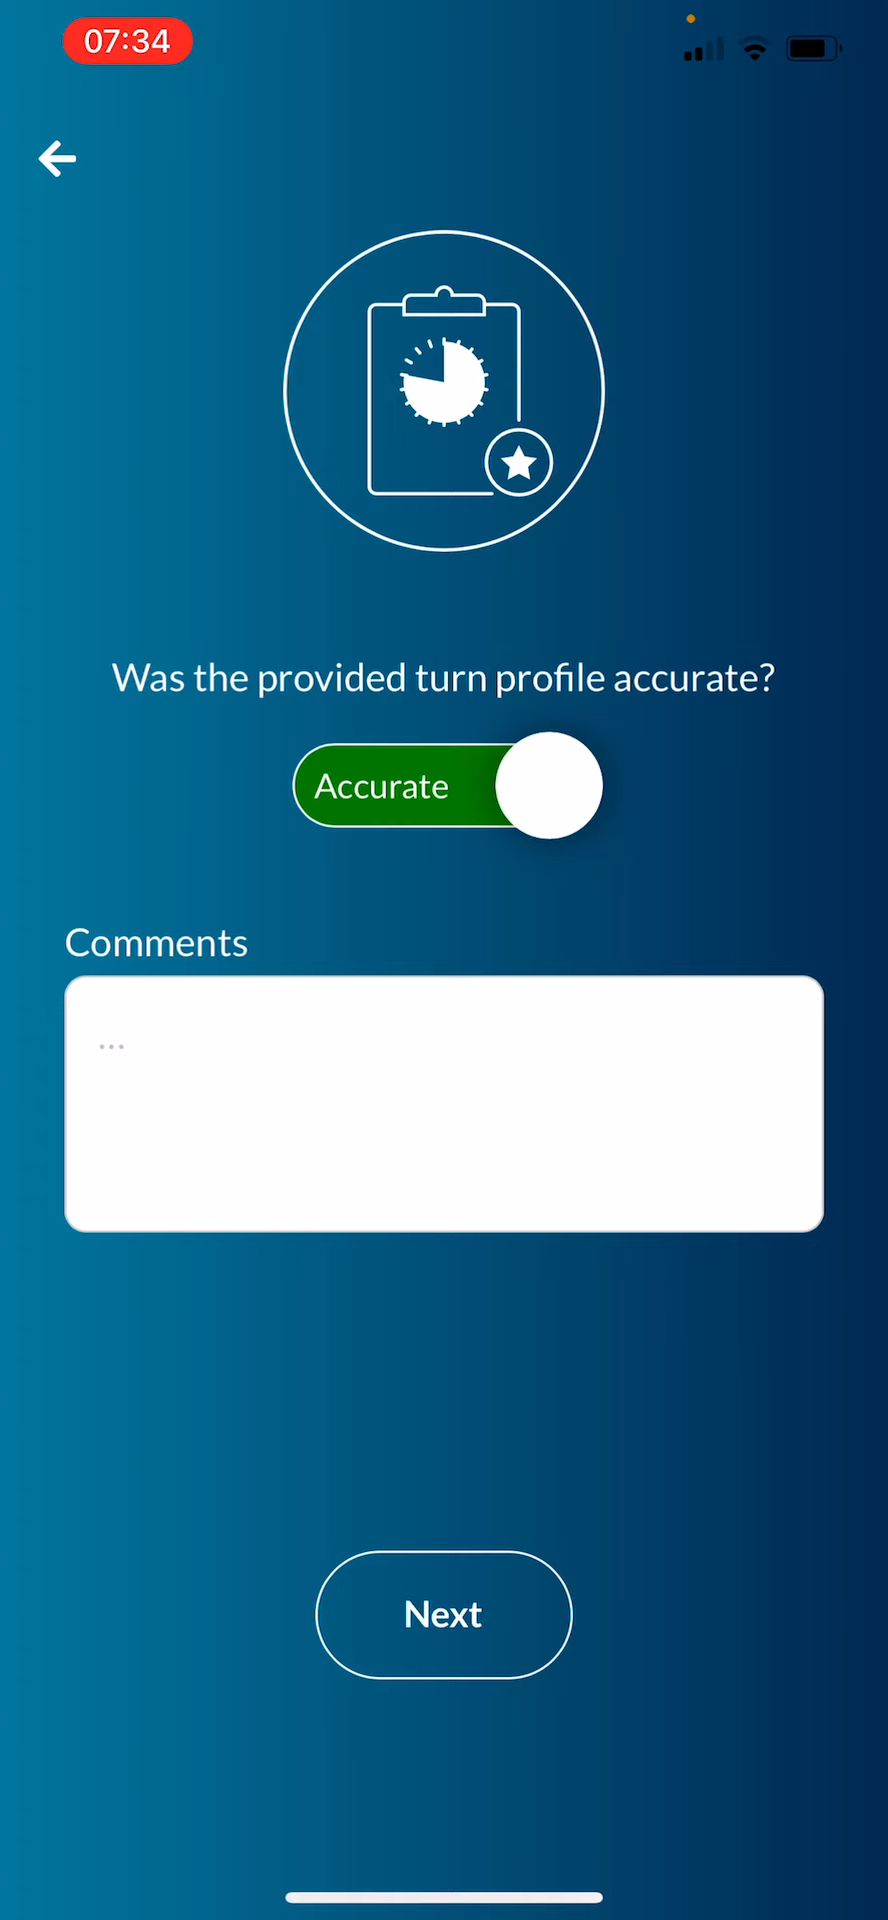 07:34
Was the provided turn profile accurate?
Accurate
Comments
...
Next